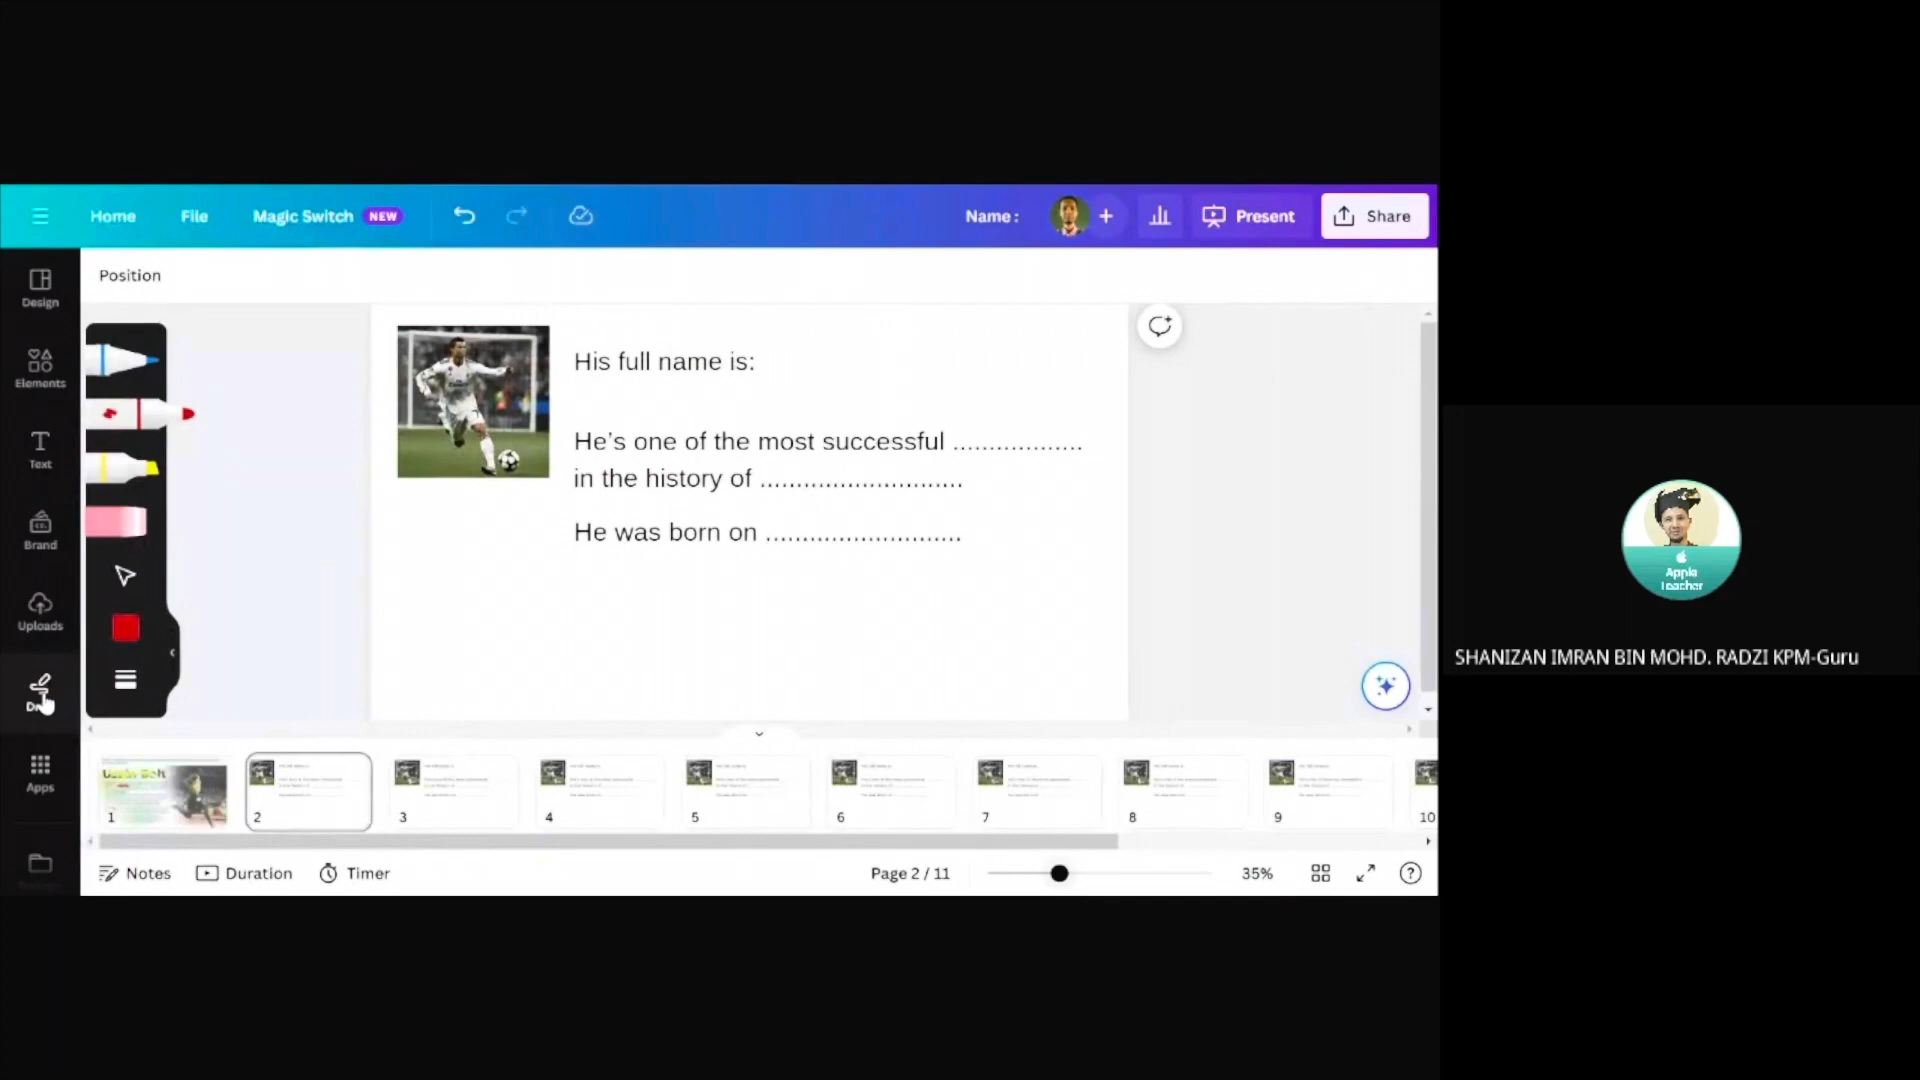 Home File Magic Switch NEW Name : Present Share
Position
Design
Elements
Text
Brand
Uploads
Apps
His full name is:
He's one of the most successful ..................
in the history of ............................
He was born on ...........................
Usain Bolt
1 2 3 4 5 6 7 8 9 10
Notes Duration Timer Page 2 / 11 35%
Apple
Teacher
SHANIZAN IMRAN BIN MOHD. RADZI KPM-Guru